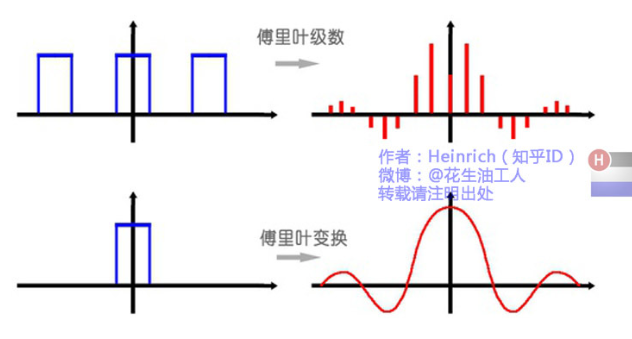 傅里叶级数
作者：Heinrich（知乎ID）
微博：@花生油工人
转载请注明出处
H
傅里叶变换